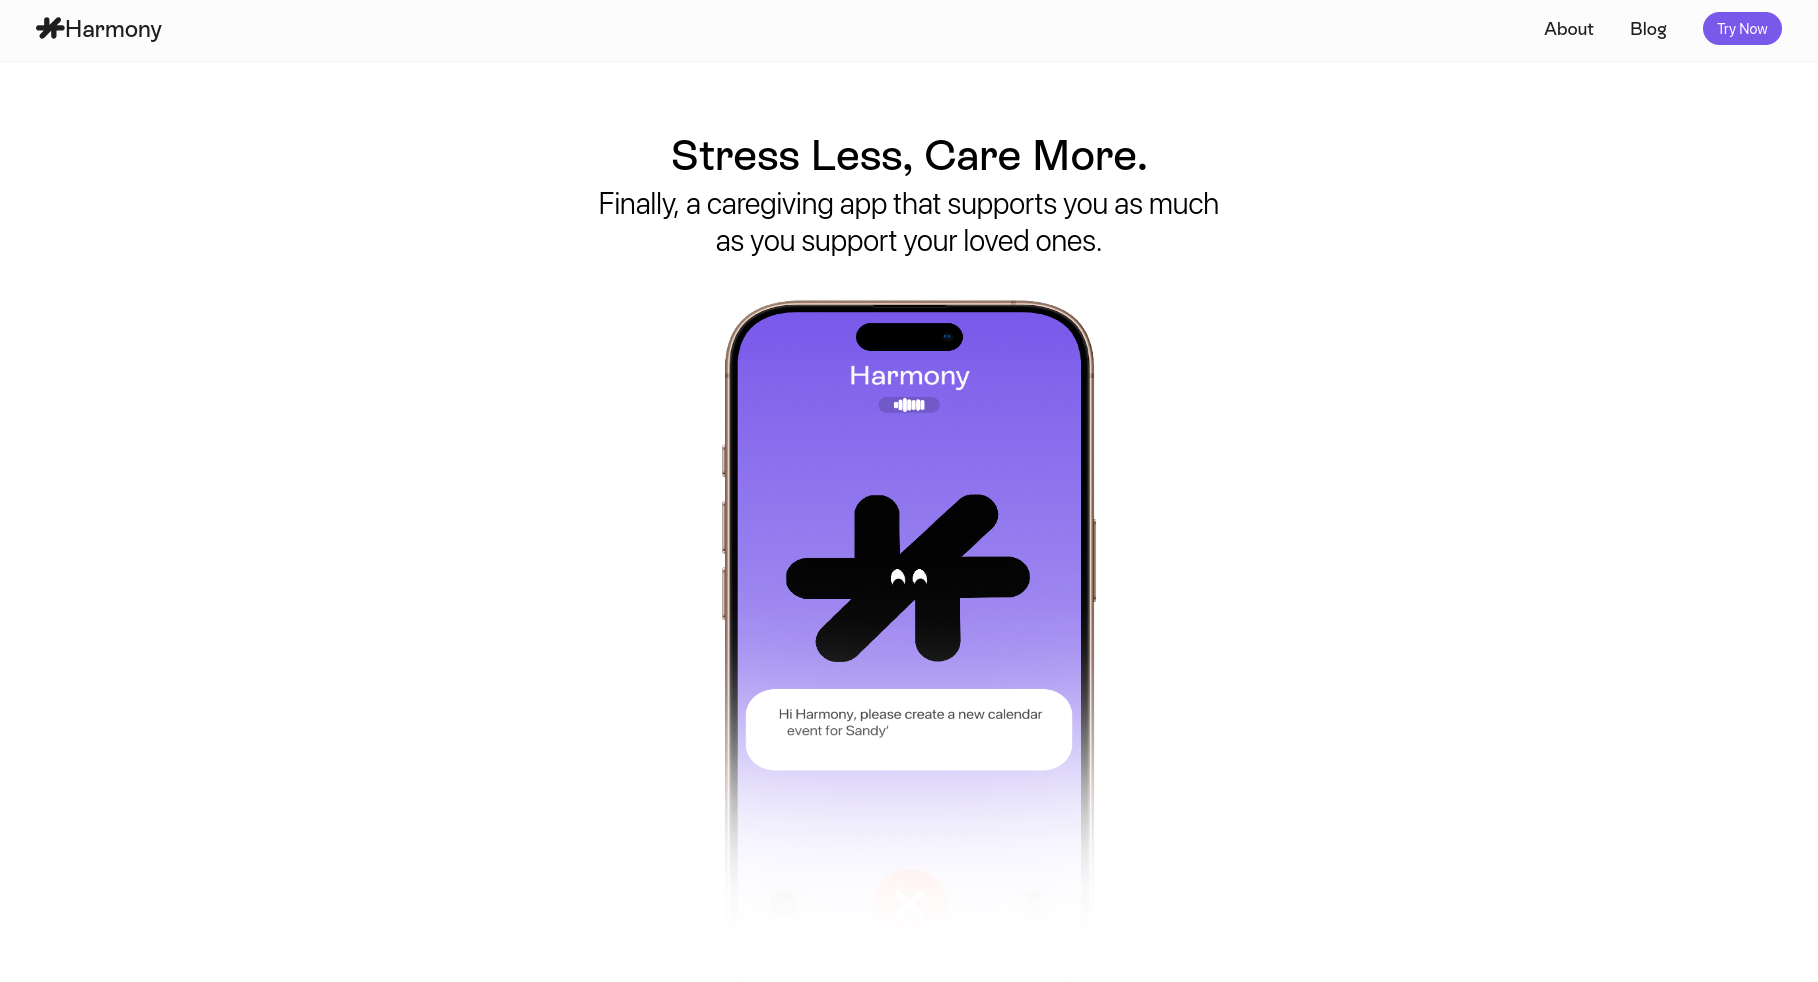 Harmony
About
Blog
Try Now
Stress Less, Care More.
Finally, a caregiving app that supports you as much
as you support your loved ones.
Harmony
Hi Harmony, please create a new calendar
event for Sandy'